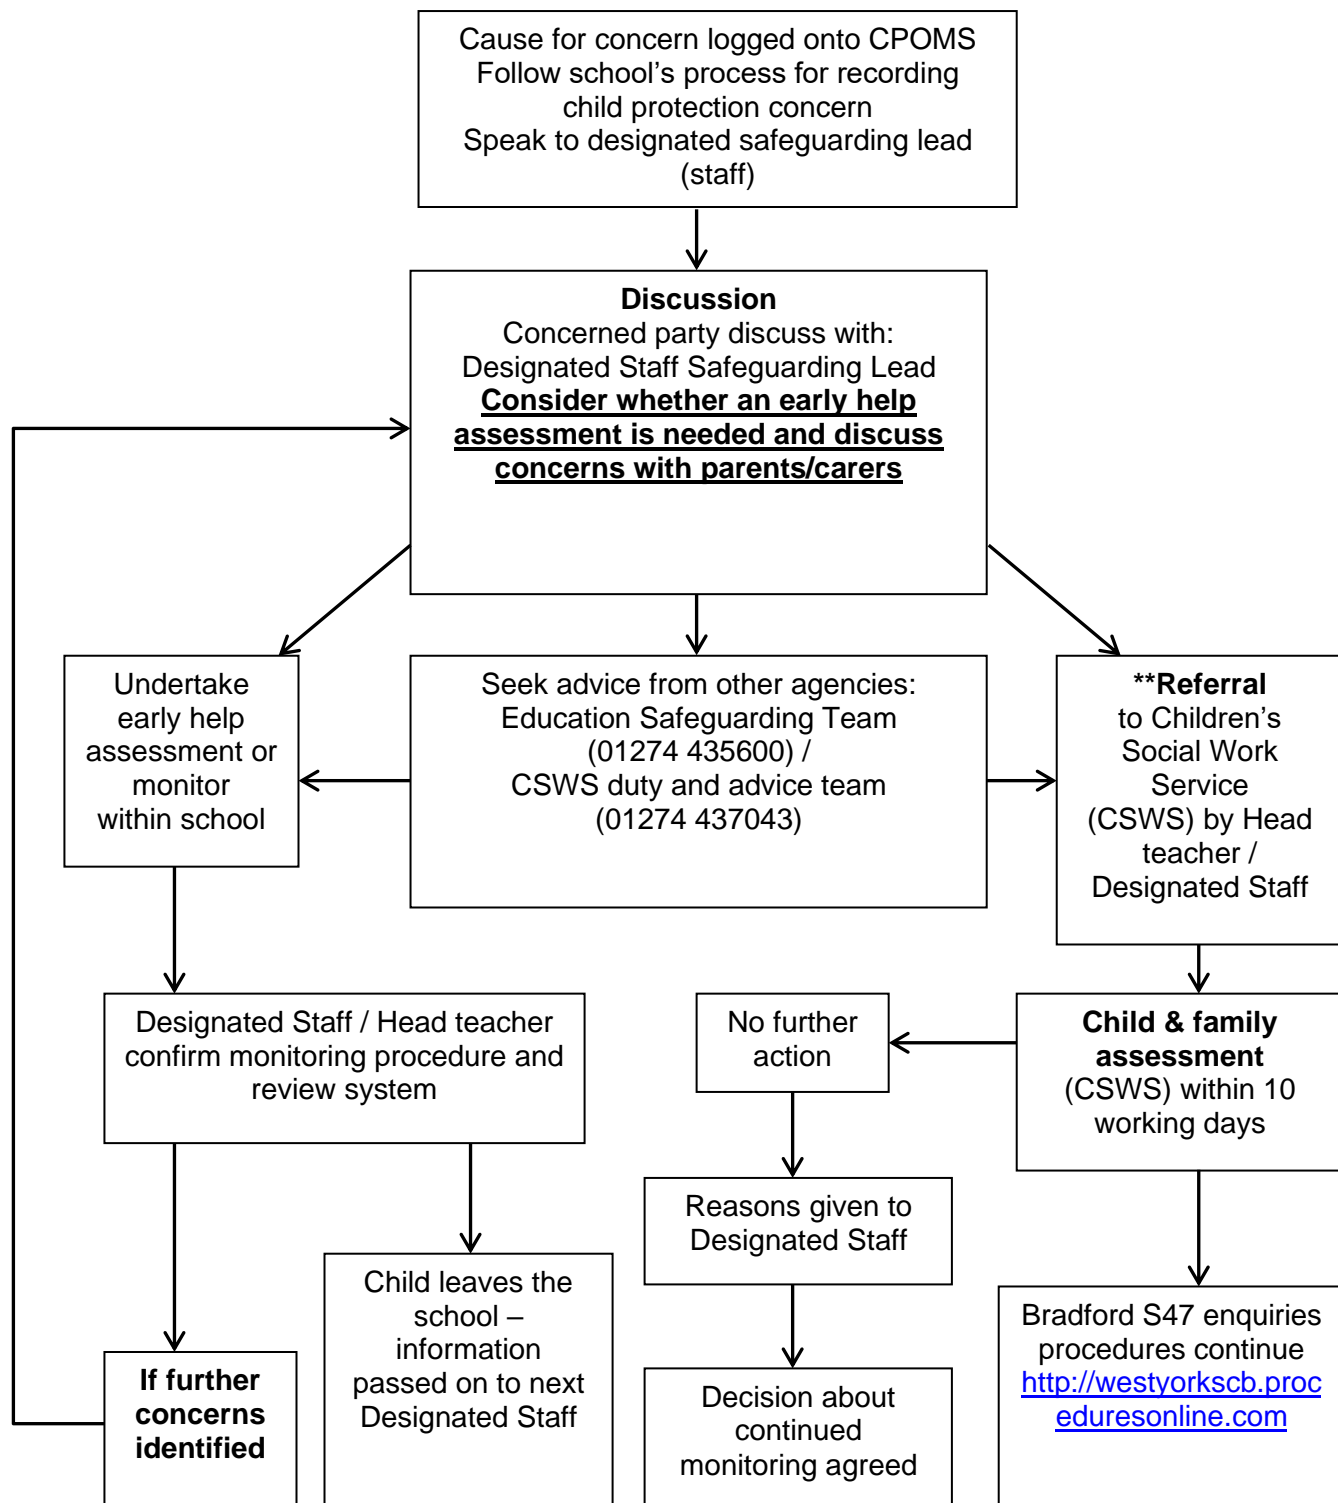 Cause for concern logged onto CPOMS
Follow school’s process for recording
child protection concern
Speak to designated safeguarding lead
(staff)
Discussion
Concerned party discuss with:
Designated Staff Safeguarding Lead
Consider whether an early help
assessment is needed and discuss
concerns with parents/carers
Undertake
early help
assessment or
monitor
within school
Seek advice from other agencies:
Education Safeguarding Team
(01274 435600) /
CSWS duty and advice team
(01274 437043)
**Referral
to Children’s
Social Work
Service
(CSWS) by Head
teacher /
Designated Staff
Designated Staff / Head teacher
confirm monitoring procedure and
review system
No further
action
Child & family
assessment
(CSWS) within 10
working days
Reasons given to
Designated Staff
Child leaves the
school –
information
passed on to next
Designated Staff
Bradford S47 enquiries
procedures continue
http://westyorkscb.proc
eduresonline.com
If further
concerns
identified
Decision about
continued
monitoring agreed